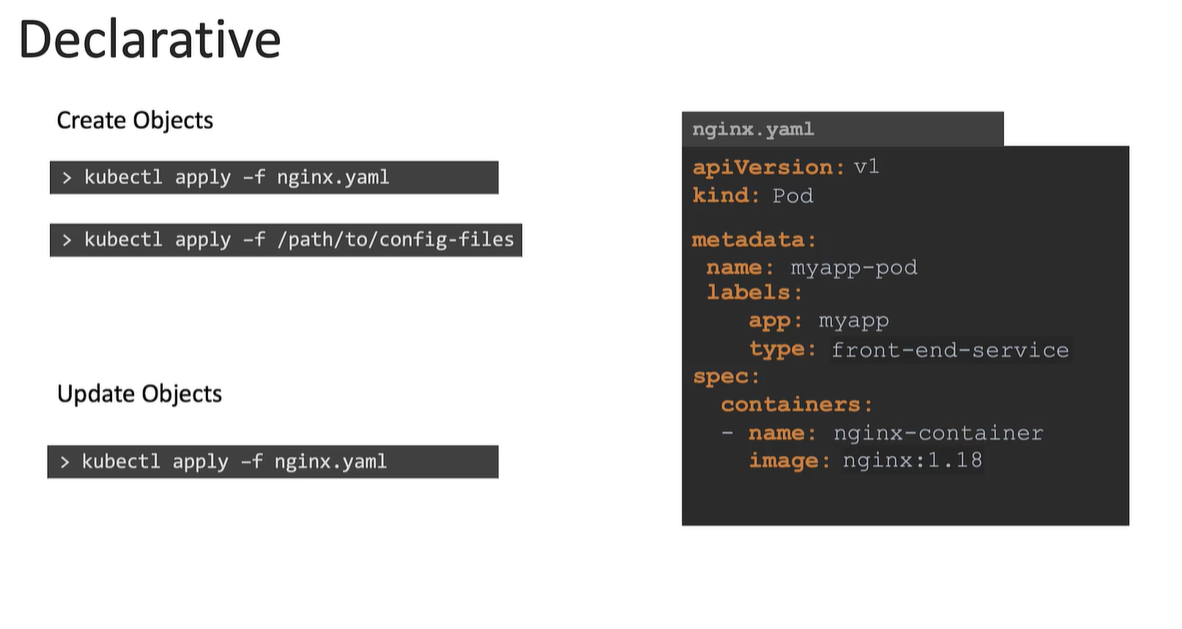 Declarative
Create Objects
> kubectl apply –f nginx.yaml
> kubectl apply –f /path/to/config-files
Update Objects
> kubectl apply –f nginx.yaml
nginx.yaml
apiVersion: v1
kind: Pod
metadata:
name: myapp-pod
labels:
app: myapp
type: front-end-service
spec:
containers:
- name: nginx-container
image: nginx:1.18